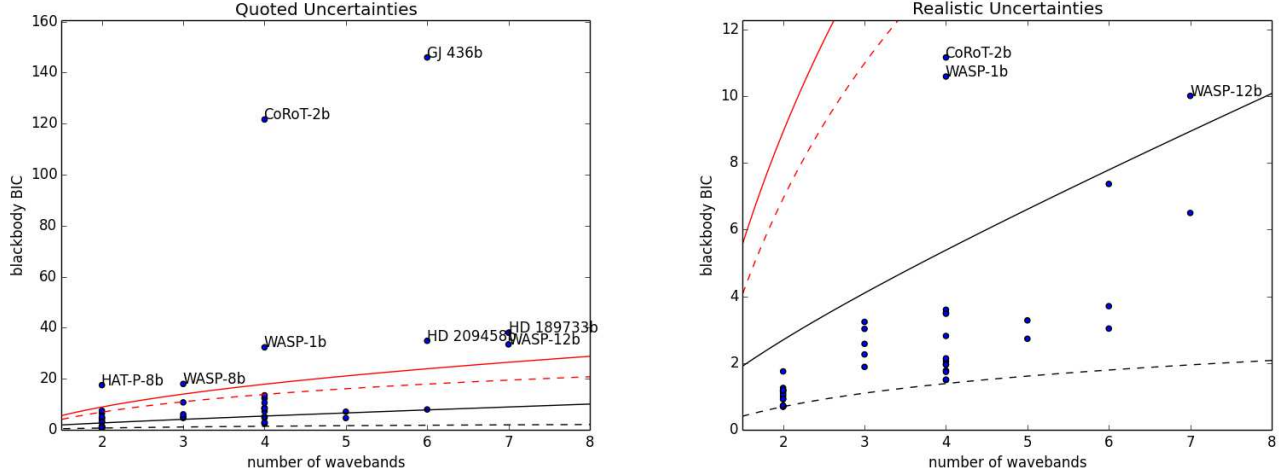 Quoted Uncertainties
160
140
120
100
80
60
40
20
0
blackbody BIC
GJ 436b
CoRoT-2b
WASP-1b
HD 189733b
HD 209458b
WASP-12b
HAT-P-8b
WASP-8b
2 3 4 5 6 7 8
number of wavebands
Realistic Uncertainties
12
10
8
6
4
2
0
blackbody BIC
CoRoT-2b
WASP-1b
WASP-12b
2 3 4 5 6 7 8
number of wavebands